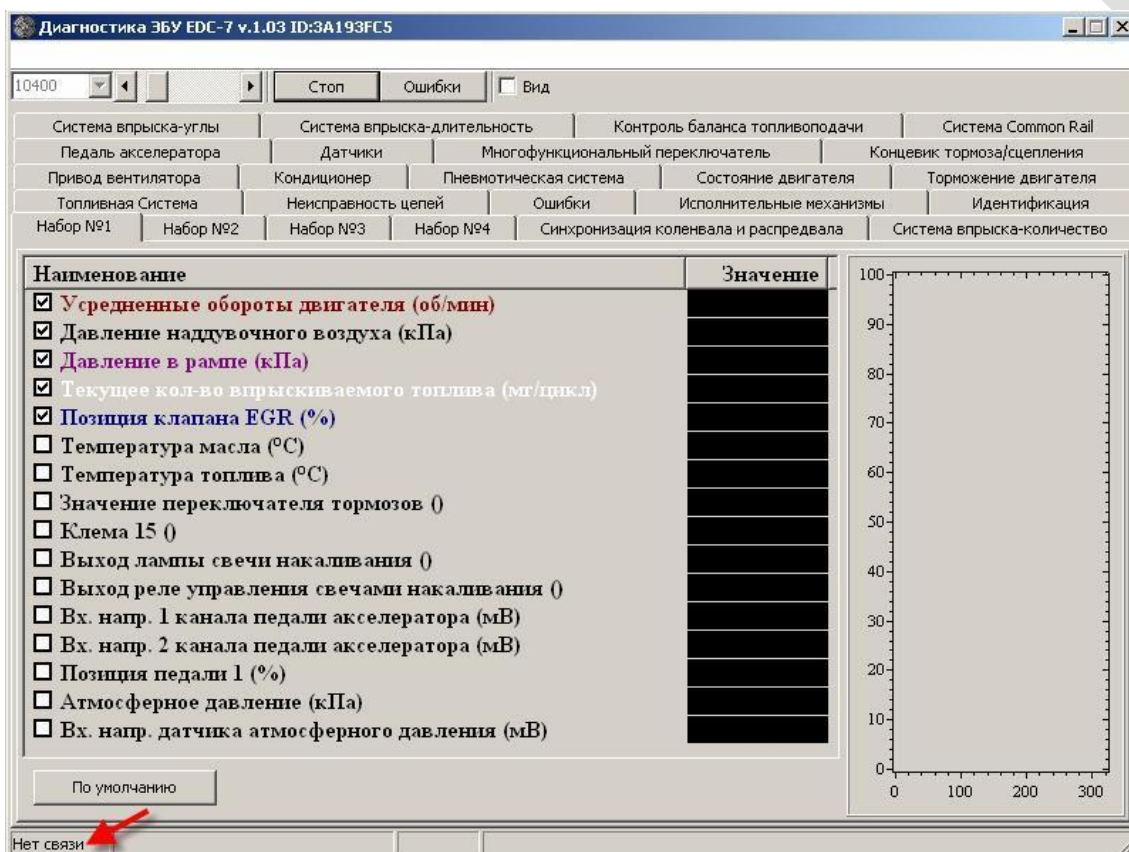 Диагностика ЭБУ EDC-7 v.1.03 ID:3A193FC5
10400 Стоп Ошибки Вид
Система впрыска-углы Система впрыска-длительность Контроль баланса топливоподачи Система Common Rail
Педаль акселератора Датчики Многофункциональный переключатель Концевик тормоза/сцепления
Привод вентилятора Кондиционер Пневмотическая система Состояние двигателя Торможение двигателя
Топливная Система Неисправность цепей Ошибки Исполнительные механизмы Идентификация
Набор №1 Набор №2 Набор №3 Набор №4 Синхронизация коленвала и распредвала Система впрыска-количество
Наименование Значение
Усредненные обороты двигателя (об/мин)
Давление наддувочного воздуха (кПа)
Давление в рампе (кПа)
Текущее кол-во впрыскиваемого топлива (мг/цикл)
Позиция клапана EGR (%)
Температура масла (°C)
Температура топлива (°C)
Значение переключателя тормозов ()
Клема 15 ()
Выход лампы свечи накаливания ()
Выход реле управления свечами накаливания ()
Вх. напр. 1 канала педали акселератора (мВ)
Вх. напр. 2 канала педали акселератора (мВ)
Позиция педали 1 (%)
Атмосферное давление (кПа)
Вх. напр. датчика атмосферного давления (мВ)
100
90
80
70
60
50
40
30
20
10
0
0 100 200 300
По умолчанию
Нет связи